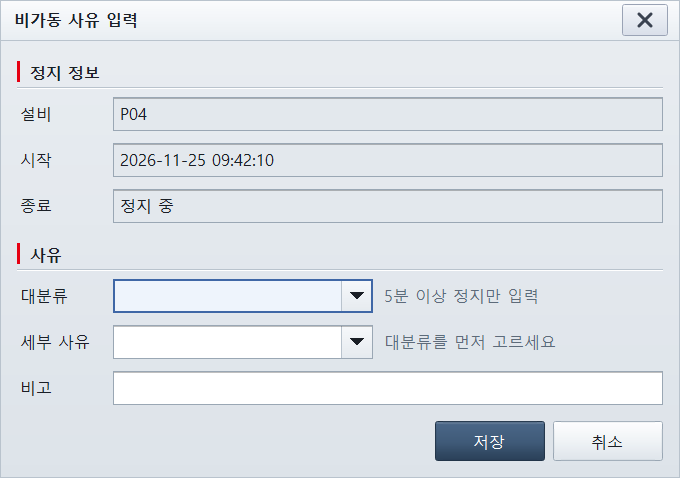 비가동 사유 입력
정지 정보
설비 P04
시작 2026-11-25 09:42:10
종료 정지 중
사유
대분류 5분 이상 정지만 입력
세부 사유 대분류를 먼저 고르세요
비고
저장 취소